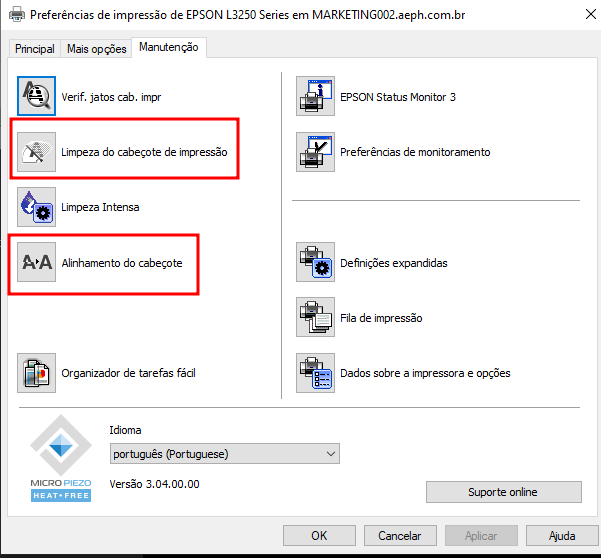 Preferências de impressão de EPSON L3250 Series em MARKETING002.aeph.com.br
Principal
Mais opções
Manutenção
Verif. jatos cab. impr
Limpeza do cabeçote de impressão
Limpeza Intensa
Alinhamento do cabeçote
Organizador de tarefas fácil
EPSON Status Monitor 3
Preferências de monitoramento
Definições expandidas
Fila de impressão
Dados sobre a impressora e opções
MICRO PIEZO
HEAT-FREE
Idioma
português (Portuguese)
Versão 3.04.00.00
Suporte online
OK
Cancelar
Aplicar
Ajuda